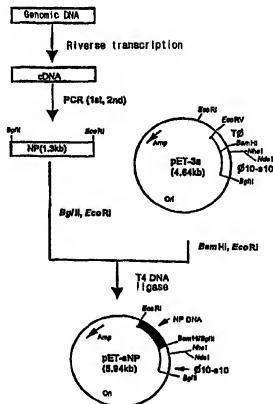 Genomic DNA
Riverse transcription
cDNA
PCR (1st, 2nd)
BglII EcoRI
NP(1.3kb)
EcoRI
EcoRV
TØ
BamHI
NheI
NdeI
Ø10-s10
BglII
Amp
pET-3a
(4.64kb)
Ori
BglII, EcoRI
BamHI, EcoRI
T4 DNA
ligase
EcoRI
NP DNA
Amp
BamHI/BglII
NheI
NdeI
Ø10-s10
BglII
pET-sNP
(5.94kb)
Ori